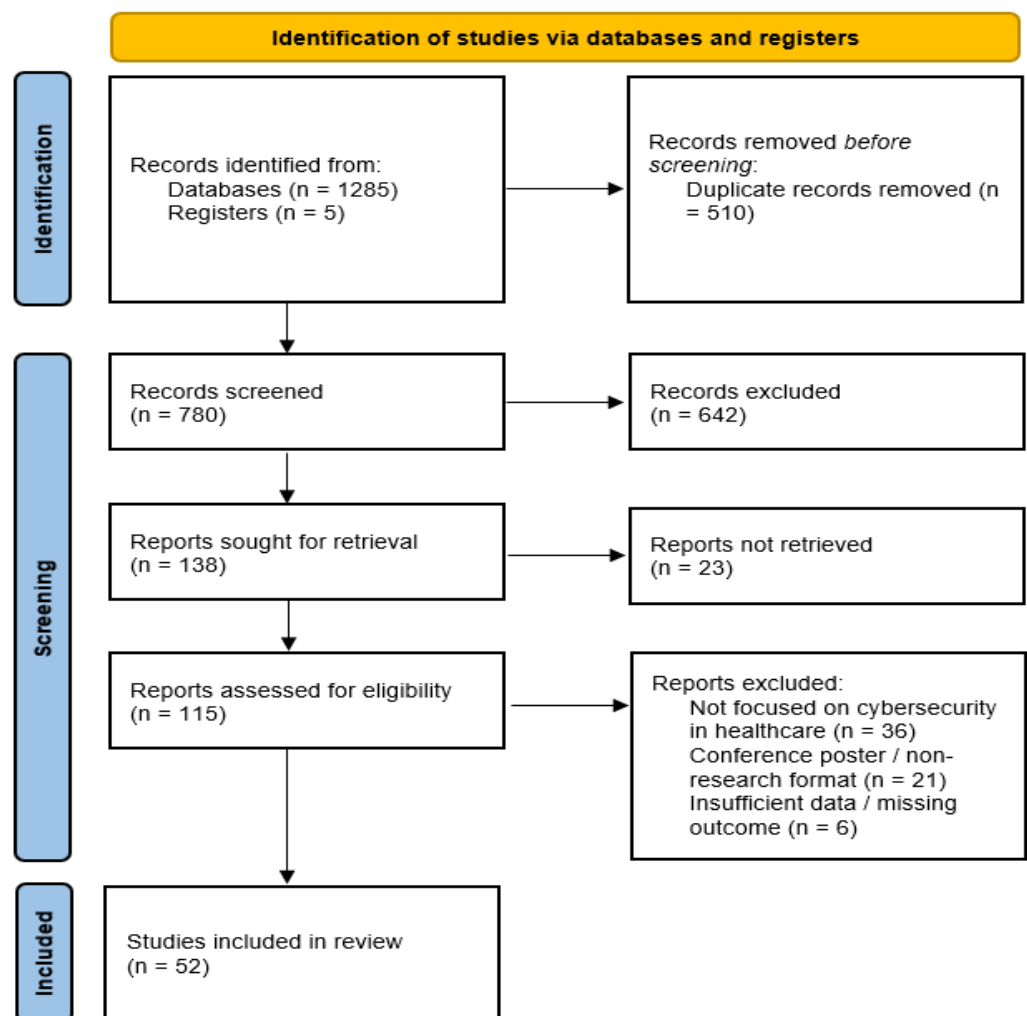 Identification of studies via databases and registers
Identification
Records identified from:
Databases (n = 1285)
Registers (n = 5)
Records removed before
screening:
Duplicate records removed (n
= 510)
Screening
Records screened
(n = 780)
Records excluded
(n = 642)
Reports sought for retrieval
(n = 138)
Reports not retrieved
(n = 23)
Reports assessed for eligibility
(n = 115)
Reports excluded:
Not focused on cybersecurity
in healthcare (n = 36)
Conference poster / non-
research format (n = 21)
Insufficient data / missing
outcome (n = 6)
Included
Studies included in review
(n = 52)